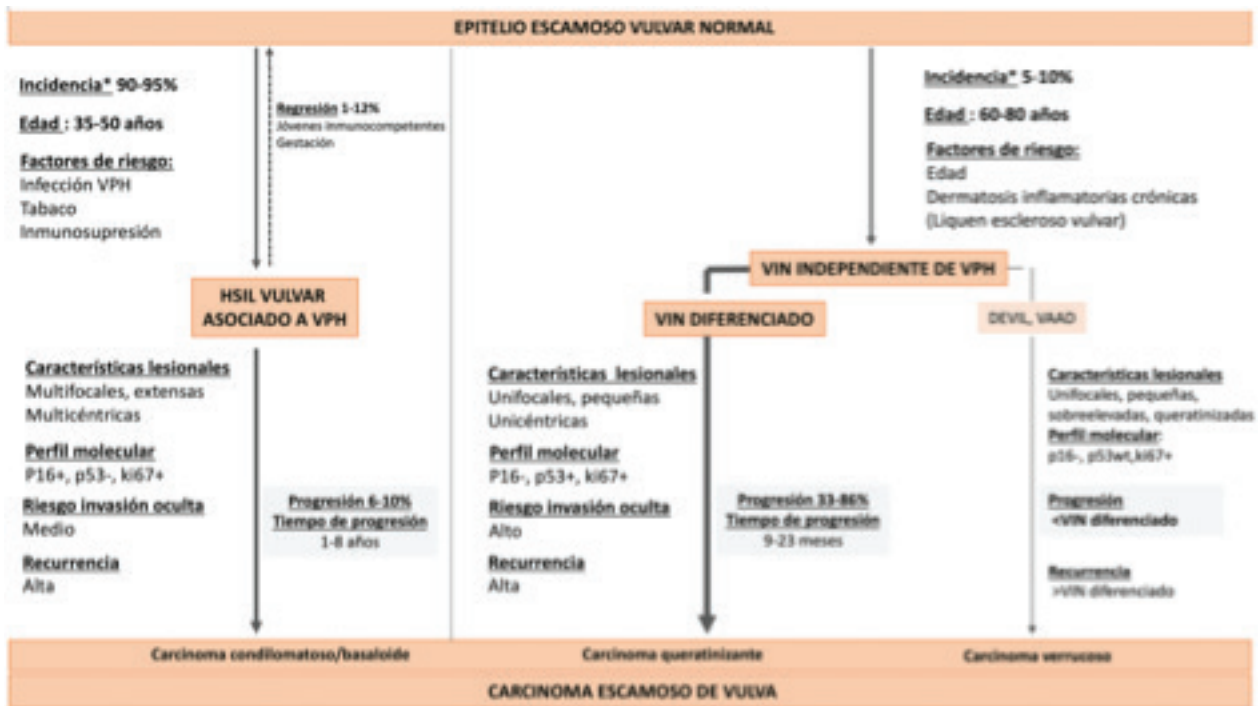 EPITELIO ESCAMOSO VULVAR NORMAL
Incidencia* 90-95%
Edad : 35-50 años
Factores de riesgo:
Infección VPH
Tabaco
Inmunosupresión
Regresión 1-12%
Jóvenes inmunocompetentes
Gestación
Incidencia* 5-10%
Edad : 60-80 años
Factores de riesgo:
Edad
Dermatosis inflamatorias crónicas
(Liquen escleroso vulvar)
HSIL VULVAR
ASOCIADO A VPH
VIN INDEPENDIENTE DE VPH
VIN DIFERENCIADO
DEVIL, VAAD
Características lesionales
Multifocales, extensas
Multicéntricas
Perfil molecular
P16+, p53-, ki67+
Riesgo invasión oculta
Medio
Recurrencia
Alta
Progresión 6-10%
Tiempo de progresión
1-8 años
Características lesionales
Unifocales, pequeñas
Unicéntricas
Perfil molecular
P16-, p53+, ki67+
Riesgo invasión oculta
Alto
Recurrencia
Alta
Progresión 33-86%
Tiempo de progresión
9-23 meses
Características lesionales
Unifocales, pequeñas,
sobreelevadas, queratinizadas
Perfil molecular:
p16-, p53wt,ki67+
Progresión
<VIN diferenciado
Recurrencia
>VIN diferenciado
Carcinoma condilomatoso/basaloide
Carcinoma queratinizante
Carcinoma verrucoso
CARCINOMA ESCAMOSO DE VULVA